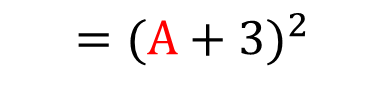 = (A + 3)²